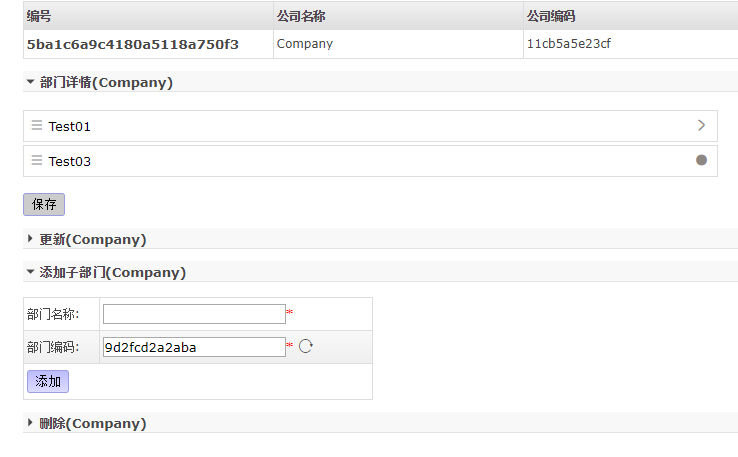 编号 公司名称 公司编码
5ba1c6a9c4180a5118a750f3 Company 11cb5a5e23cf
部门详情(Company)
Test01
Test03
保存
更新(Company)
添加子部门(Company)
部门名称: *
部门编码: 9d2fcd2a2aba *
添加
删除(Company)